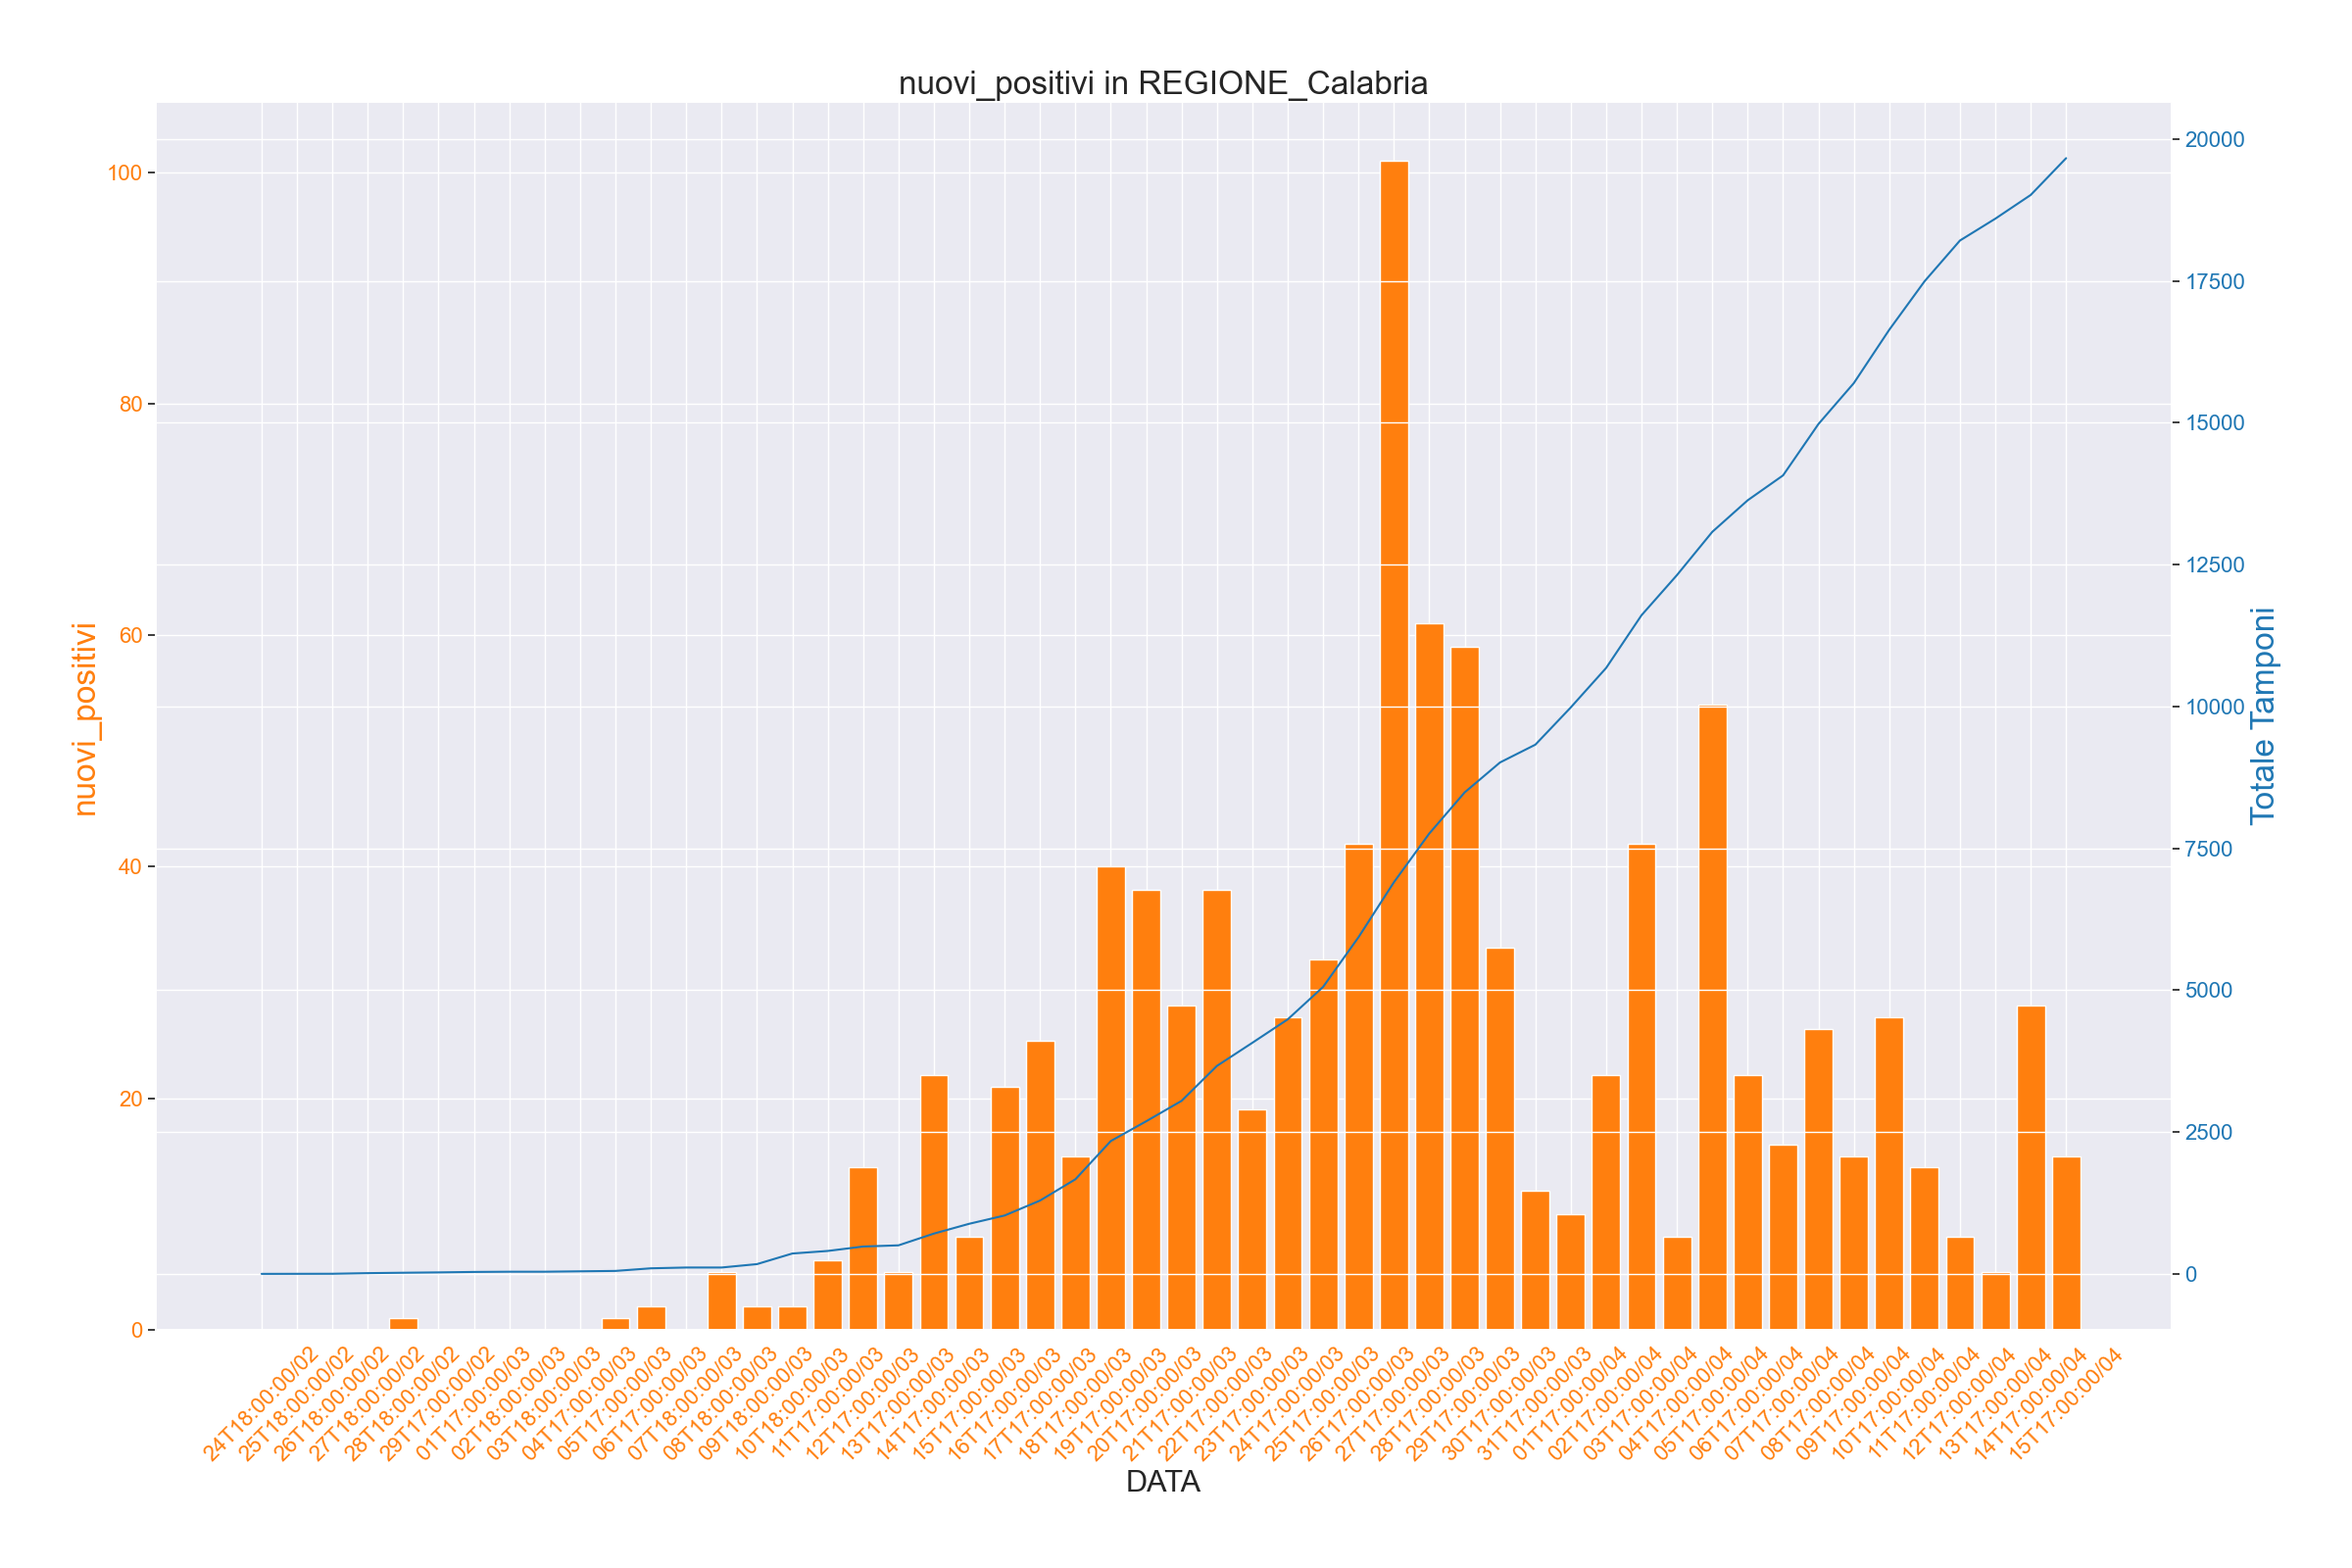 nuovi_positivi in REGIONE_Calabria
100
80
60
40
20
0
nuovi_positivi
20000
17500
15000
12500
10000
7500
5000
2500
0
Totale Tamponi
24T18:00:00/02
25T18:00:00/02
26T18:00:00/02
27T18:00:00/02
28T18:00:00/02
29T17:00:00/02
01T17:00:00/03
02T18:00:00/03
03T18:00:00/03
04T17:00:00/03
05T17:00:00/03
06T17:00:00/03
07T18:00:00/03
08T18:00:00/03
09T18:00:00/03
10T18:00:00/03
11T17:00:00/03
12T17:00:00/03
13T17:00:00/03
14T17:00:00/03
15T17:00:00/03
16T17:00:00/03
17T17:00:00/03
18T17:00:00/03
19T17:00:00/03
20T17:00:00/03
21T17:00:00/03
22T17:00:00/03
23T17:00:00/03
24T17:00:00/03
25T17:00:00/03
26T17:00:00/03
27T17:00:00/03
28T17:00:00/03
29T17:00:00/03
30T17:00:00/03
31T17:00:00/03
01T17:00:00/04
02T17:00:00/04
03T17:00:00/04
04T17:00:00/04
05T17:00:00/04
06T17:00:00/04
07T17:00:00/04
08T17:00:00/04
09T17:00:00/04
10T17:00:00/04
11T17:00:00/04
12T17:00:00/04
13T17:00:00/04
14T17:00:00/04
15T17:00:00/04
DATA